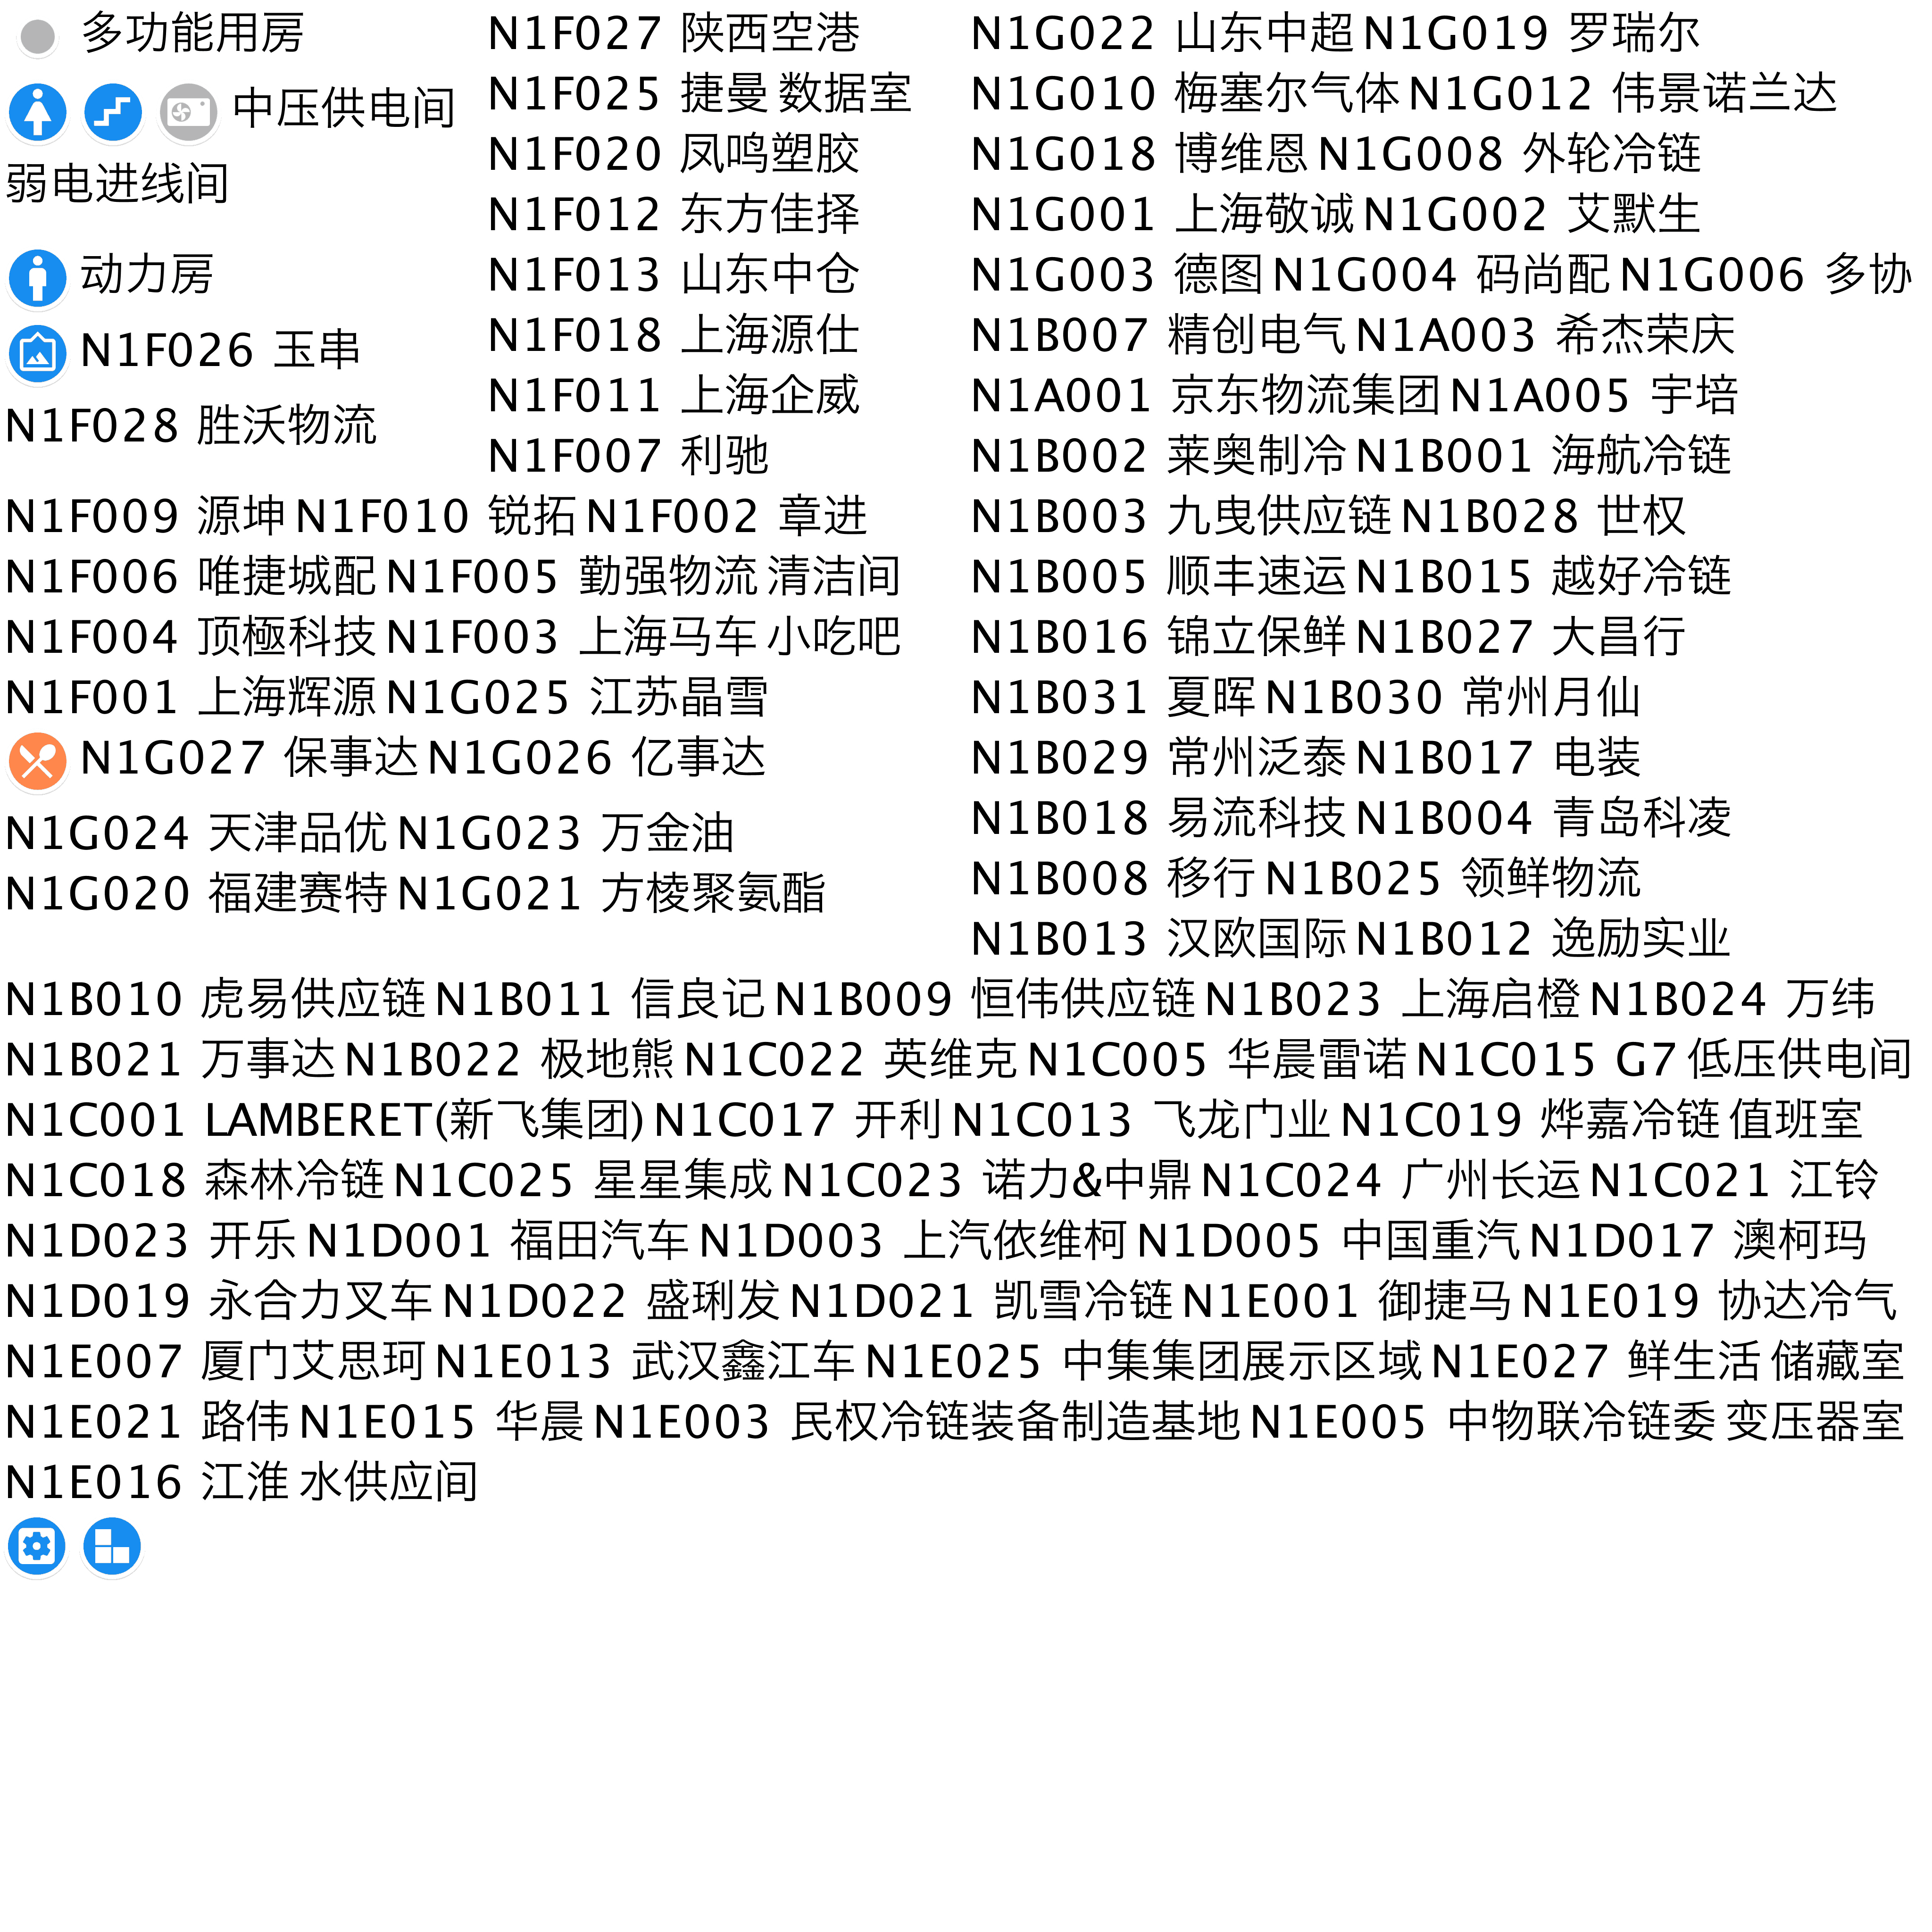 多功能用房
中压供电间
弱电进线间
动力房
N1F026 玉串
N1F028 胜沃物流
N1F027 陕西空港
N1F025 捷曼 数据室
N1F020 凤鸣塑胶
N1F012 东方佳择
N1F013 山东中仓
N1F018 上海源仕
N1F011 上海企威
N1F007 利驰
N1F009 源坤 N1F010 锐拓 N1F002 章进
N1F006 唯捷城配 N1F005 勤强物流 清洁间
N1F004 顶極科技 N1F003 上海马车 小吃吧
N1F001 上海辉源 N1G025 江苏晶雪
N1G027 保事达 N1G026 亿事达
N1G024 天津品优 N1G023 万金油
N1G020 福建赛特 N1G021 方棱聚氨酯
N1G022 山东中超 N1G019 罗瑞尔
N1G010 梅塞尔气体 N1G012 伟景诺兰达
N1G018 博维恩 N1G008 外轮冷链
N1G001 上海敬诚 N1G002 艾默生
N1G003 德图 N1G004 码尚配 N1G006 多协
N1B007 精创电气 N1A003 希杰荣庆
N1A001 京东物流集团 N1A005 宇培
N1B002 莱奥制冷 N1B001 海航冷链
N1B003 九曳供应链 N1B028 世权
N1B005 顺丰速运 N1B015 越好冷链
N1B016 锦立保鲜 N1B027 大昌行
N1B031 夏晖 N1B030 常州月仙
N1B029 常州泛泰 N1B017 电装
N1B018 易流科技 N1B004 青岛科凌
N1B008 移行 N1B025 领鲜物流
N1B013 汉欧国际 N1B012 逸励实业
N1B010 虎易供应链 N1B011 信良记 N1B009 恒伟供应链 N1B023 上海启橙 N1B024 万纬
N1B021 万事达 N1B022 极地熊 N1C022 英维克 N1C005 华晨雷诺 N1C015 G7 低压供电间
N1C001 LAMBERET(新飞集团) N1C017 开利 N1C013 飞龙门业 N1C019 烨嘉冷链 值班室
N1C018 森林冷链 N1C025 星星集成 N1C023 诺力&中鼎 N1C024 广州长运 N1C021 江铃
N1D023 开乐 N1D001 福田汽车 N1D003 上汽依维柯 N1D005 中国重汽 N1D017 澳柯玛
N1D019 永合力叉车 N1D022 盛琍发 N1D021 凯雪冷链 N1E001 御捷马 N1E019 协达冷气
N1E007 厦门艾思珂 N1E013 武汉鑫江车 N1E025 中集集团展示区域 N1E027 鲜生活 储藏室
N1E021 路伟 N1E015 华晨 N1E003 民权冷链装备制造基地 N1E005 中物联冷链委 变压器室
N1E016 江淮 水供应间